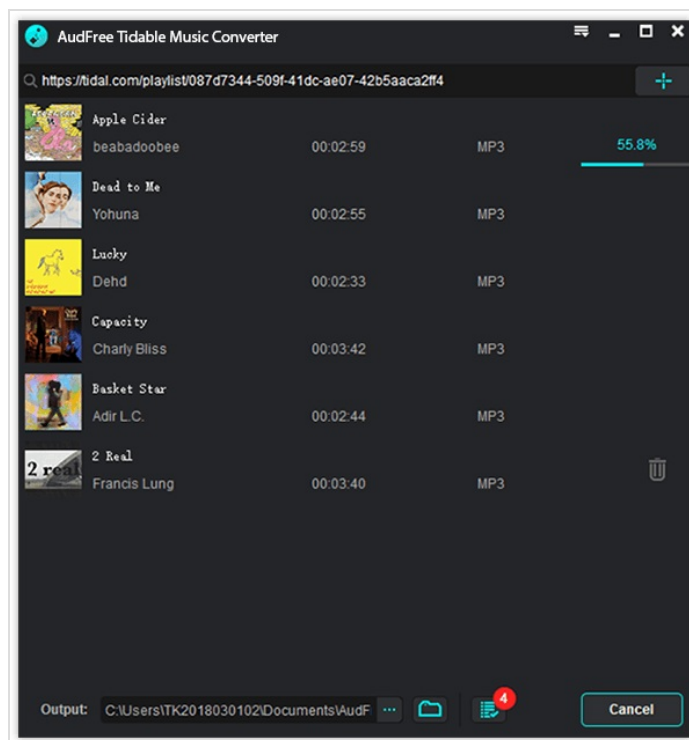 AudFree Tidable Music Converter
https://tidal.com/playlist/087d7344-509f-41dc-ae07-42b5aaca2ff4
Apple Cider
beabadoobee 00:02:59 MP3 55.8%
Dead to Me
Yohuna 00:02:55 MP3
Lucky
Dehd 00:02:33 MP3
Capacity
Charly Bliss 00:03:42 MP3
Basket Star
Adir L.C. 00:02:44 MP3
2 Real
2 real
Francis Lung 00:03:40 MP3
4
Output: C:\Users\TK2018030102\Documents\AudF ... Cancel